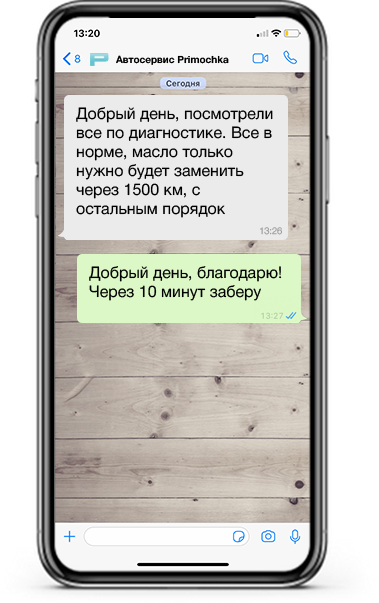 13:20
8 P Автосервис Primochka
Сегодня
Добрый день, посмотрели
все по диагностике. Все в
норме, масло только
нужно будет заменить
через 1500 км, с
остальным порядок
13:26
Добрый день, благодарю!
Через 10 минут заберу
13:27